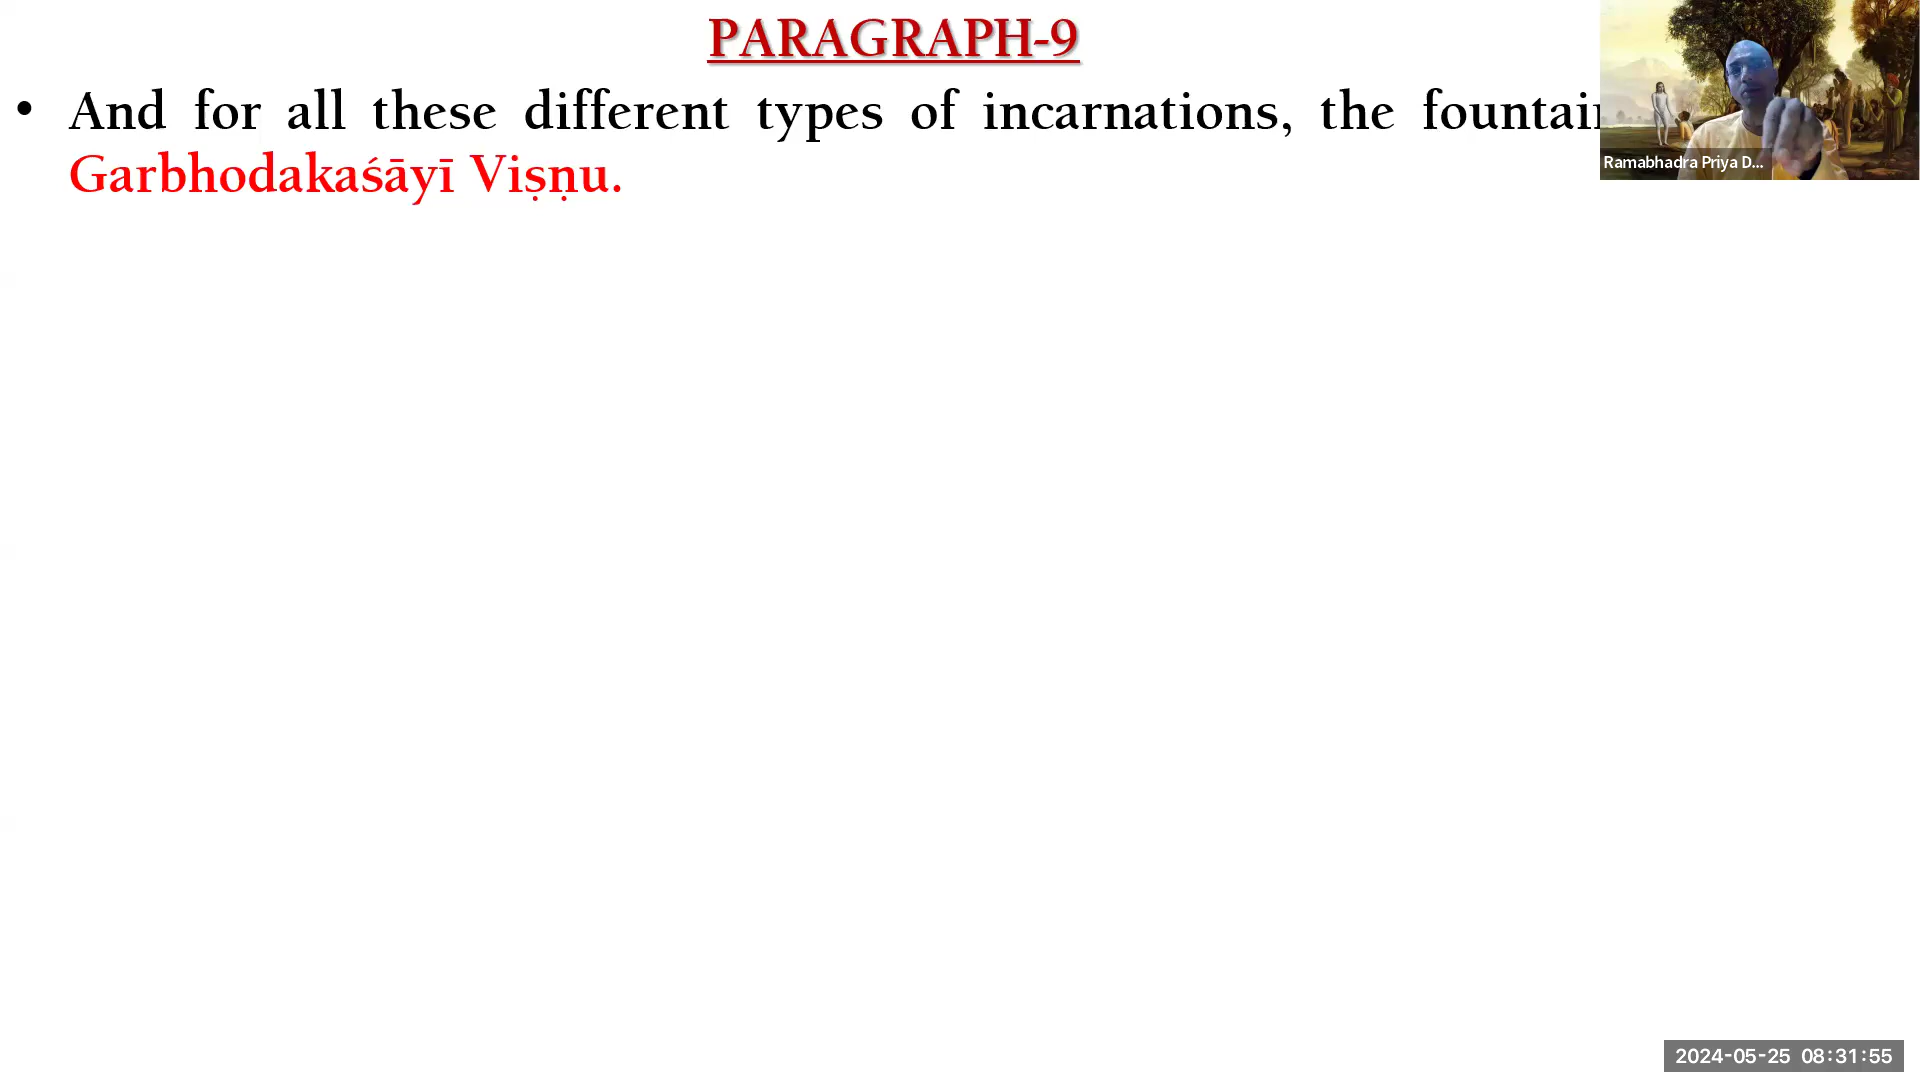 PARAGRAPH-9
• And for all these different types of incarnations, the
Garbhodakaśāyī Viṣṇu.
Ramabhadra Priya D...
2024-05-25 08:31:55